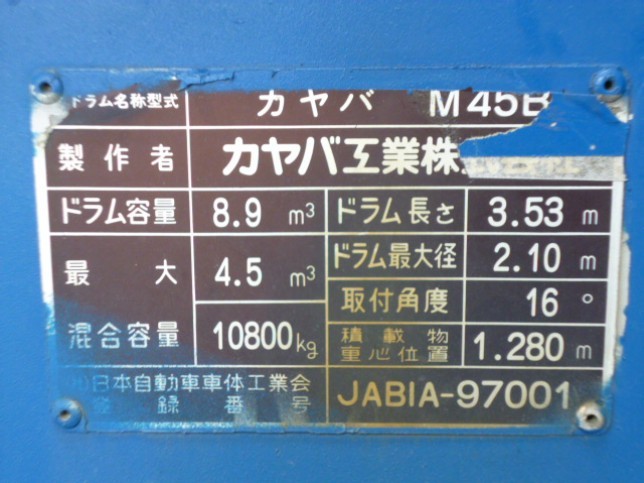 ドラム名称型式 カヤバ M45B
製作者 カヤバ工業株
ドラム容量 8.9 m³ ドラム長さ 3.53 m
最大 4.5 m³ ドラム最大径 2.10 m
混合容量 10800kg 取付角度 16°
積載物重心位置 1.280 m
日本自動車車体工業会
登録番号 JABIA-97001